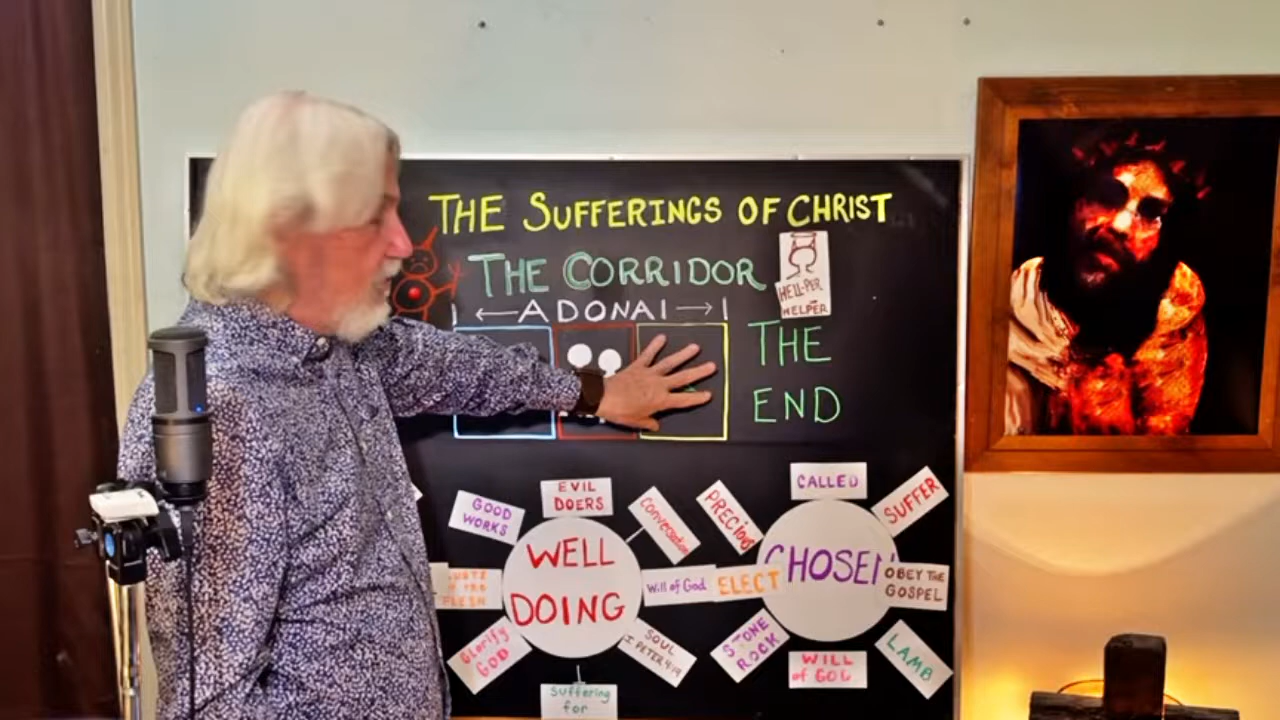 THE SUFFERINGS OF CHRIST
THE CORRIDOR
HELL-PER
HELPER
ADONAI
THE
END
EVIL
DOERS
GOOD
WORKS
Conversation
WELL
DOING
Will of God
FLESH
Glorify
GOD
SOUL
I PETER 4:19
Suffering
for
CALLED
PRECIOUS
SUFFER
CHOSEN
ELECT
OBEY THE
GOSPEL
STONE
ROCK
WILL
of GOD
LAMB